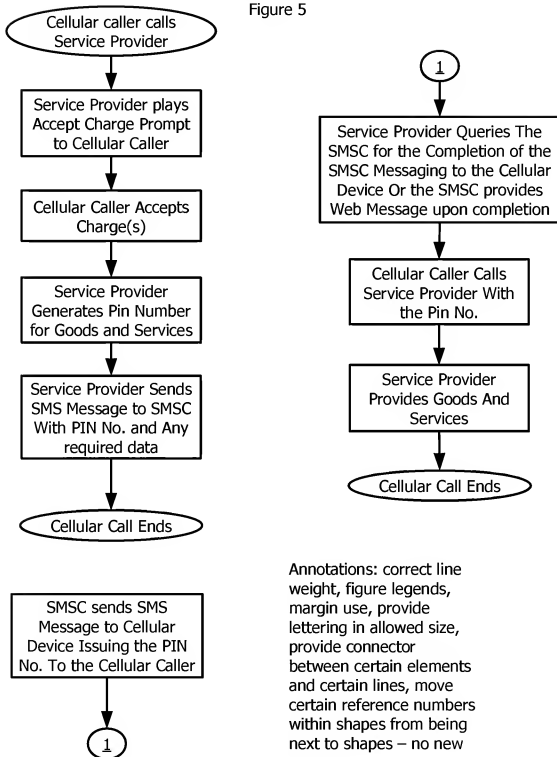 Figure 5
Cellular caller calls
Service Provider
Service Provider plays
Accept Charge Prompt
to Cellular Caller
Cellular Caller Accepts
Charge(s)
Service Provider
Generates Pin Number
for Goods and Services
Service Provider Sends
SMS Message to SMSC
With PIN No. and Any
required data
Cellular Call Ends
SMSC sends SMS
Message to Cellular
Device Issuing the PIN
No. To the Cellular Caller
1
1
Service Provider Queries The
SMSC for the Completion of the
SMSC Messaging to the Cellular
Device Or the SMSC provides
Web Message upon completion
Cellular Caller Calls
Service Provider With
the Pin No.
Service Provider
Provides Goods And
Services
Cellular Call Ends
Annotations: correct line
weight, figure legends,
margin use, provide
lettering in allowed size,
provide connector
between certain elements
and certain lines, move
certain reference numbers
within shapes from being
next to shapes – no new